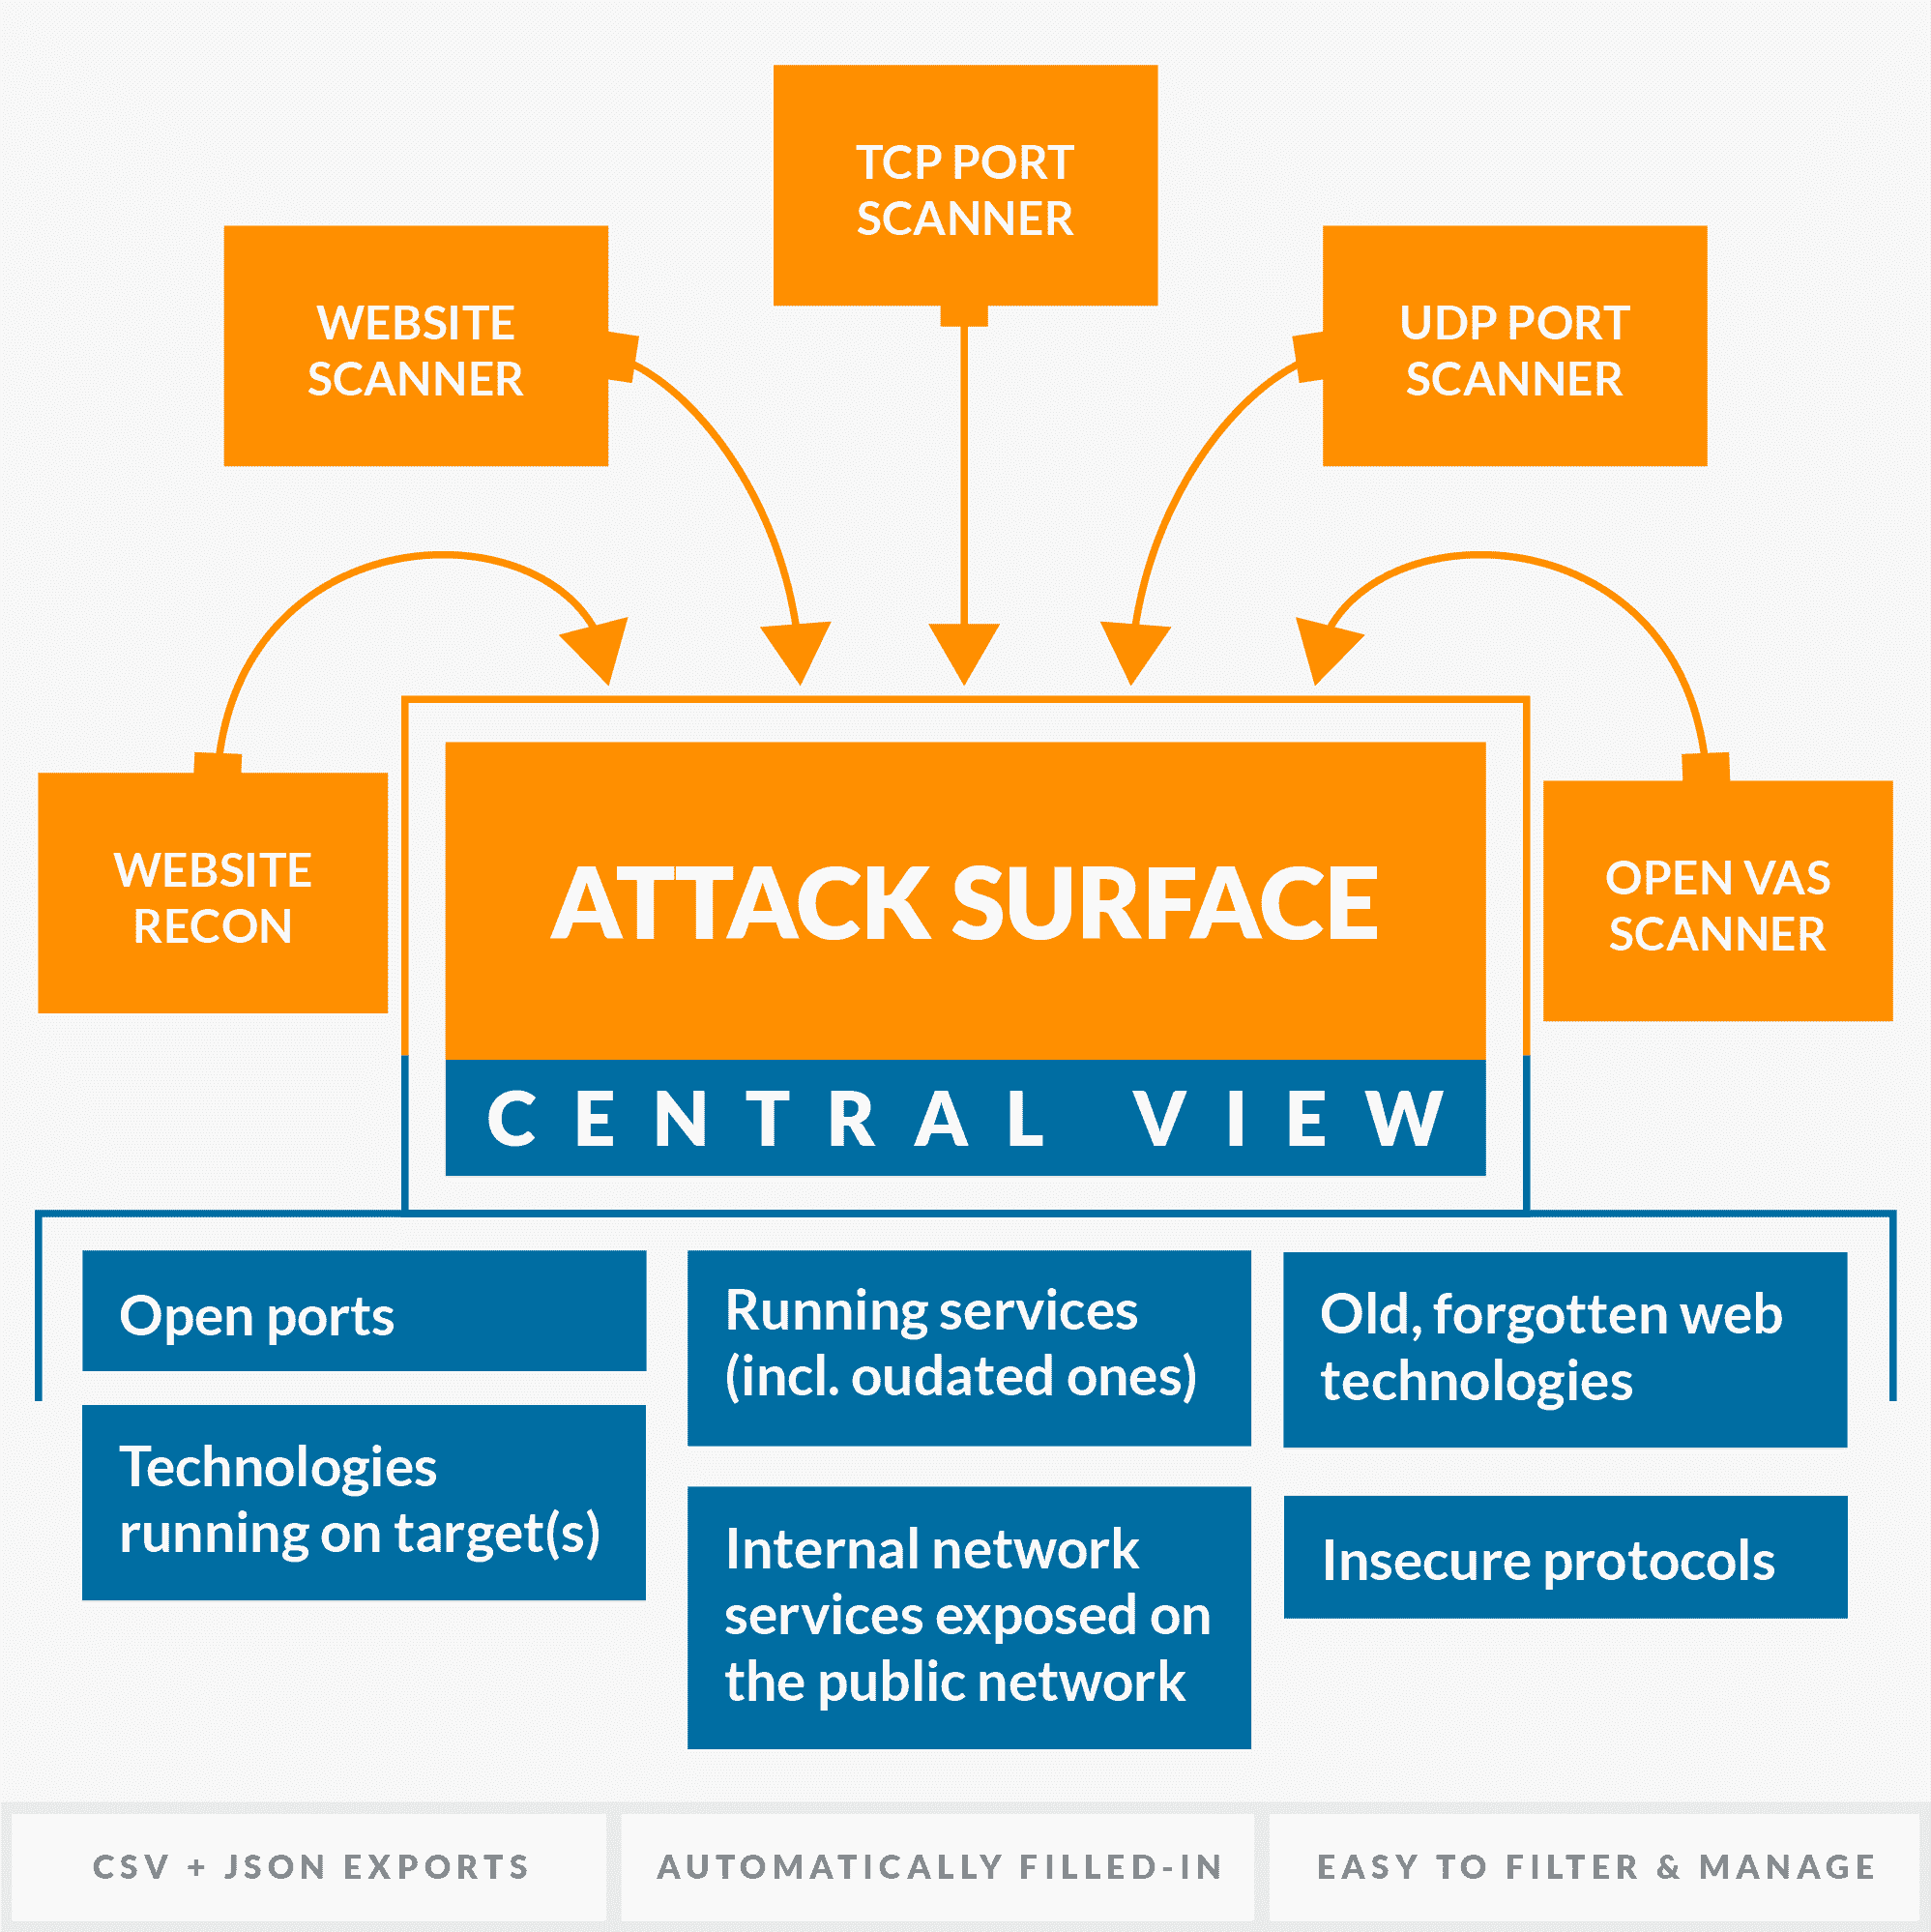 TCP PORT
SCANNER
WEBSITE
SCANNER
UDP PORT
SCANNER
WEBSITE
RECON
OPEN VAS
SCANNER
ATTACK SURFACE
CENTRAL VIEW
Open ports
Technologies
running on target(s)
Running services
(incl. oudated ones)
Internal network
services exposed on
the public network
Old, forgotten web
technologies
Insecure protocols
CSV + JSON EXPORTS
AUTOMATICALLY FILLED-IN
EASY TO FILTER & MANAGE